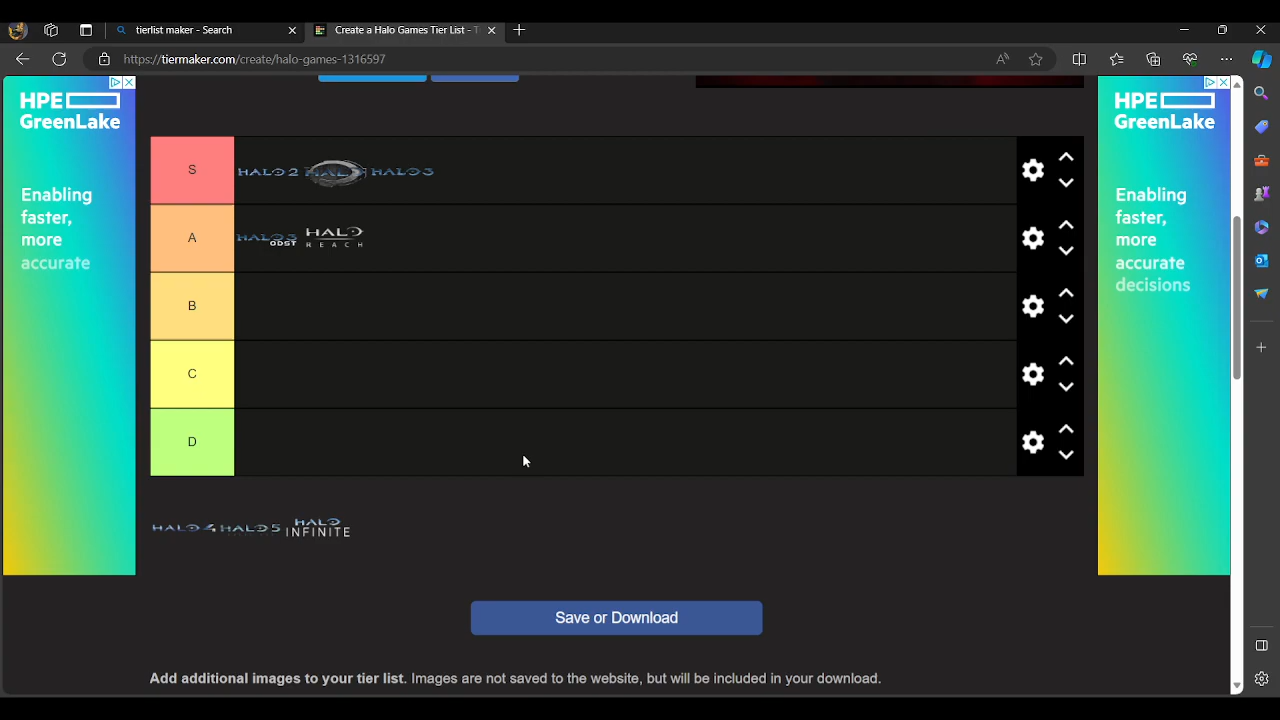 tierlist maker - Search
Create a Halo Games Tier List - T
https://tiermaker.com/create/halo-games-1316597
HPE
GreenLake
Enabling
faster,
more
accurate
S
HALO 2 HALO HALO 3
A
HALO 3
ODST
HALO
REACH
B
C
D
HALO 4 HALO 5 HALO
INFINITE
HPE
GreenLake
Enabling
faster,
more
accurate
decisions
Save or Download
Add additional images to your tier list. Images are not saved to the website, but will be included in your download.